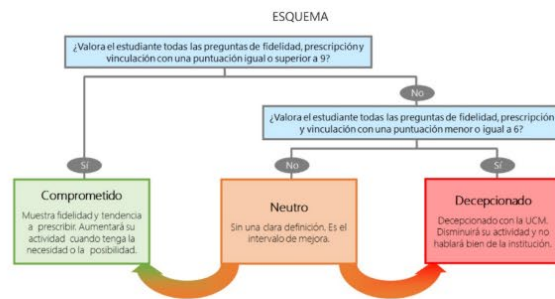 ESQUEMA
¿Valora el estudiante todas las preguntas de fidelidad, prescripción y
vinculación con una puntuación igual o superior a 9?
No
¿Valora el estudiante todas las preguntas de fidelidad, prescripción
y vinculación con una puntuación menor o igual a 6?
Sí
No
Sí
Comprometido
Muestra fidelidad y tendencia
a prescribir. Aumentará su
actividad cuando tenga la
necesidad o la posibilidad.
Neutro
Sin una clara definición. Es el
intervalo de mejora.
Decepcionado
Decepcionado con la UCM.
Disminuirá su actividad y no
hablará bien de la institución.